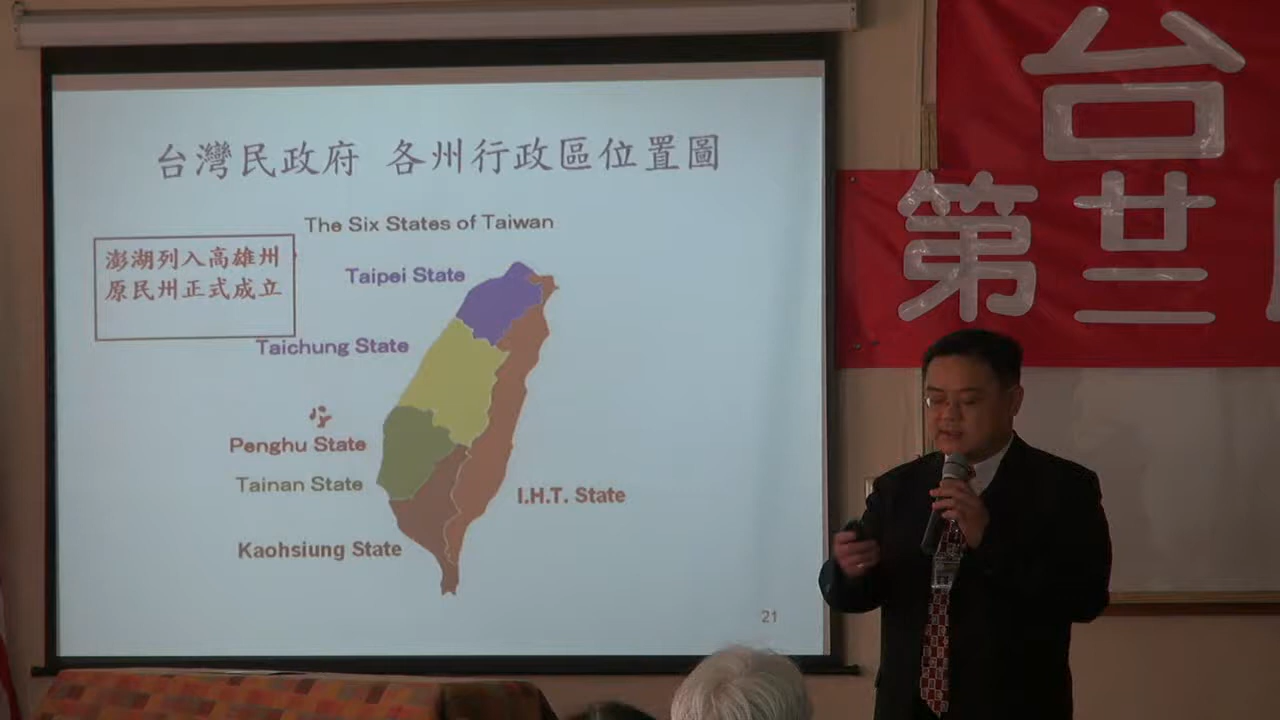 台灣民政府 各州行政區位置圖
The Six States of Taiwan
澎湖列入高雄州
原民州正式成立
Taipei State
Taichung State
Penghu State
Tainan State
I.H.T. State
Kaohsiung State
21
台
第廿二